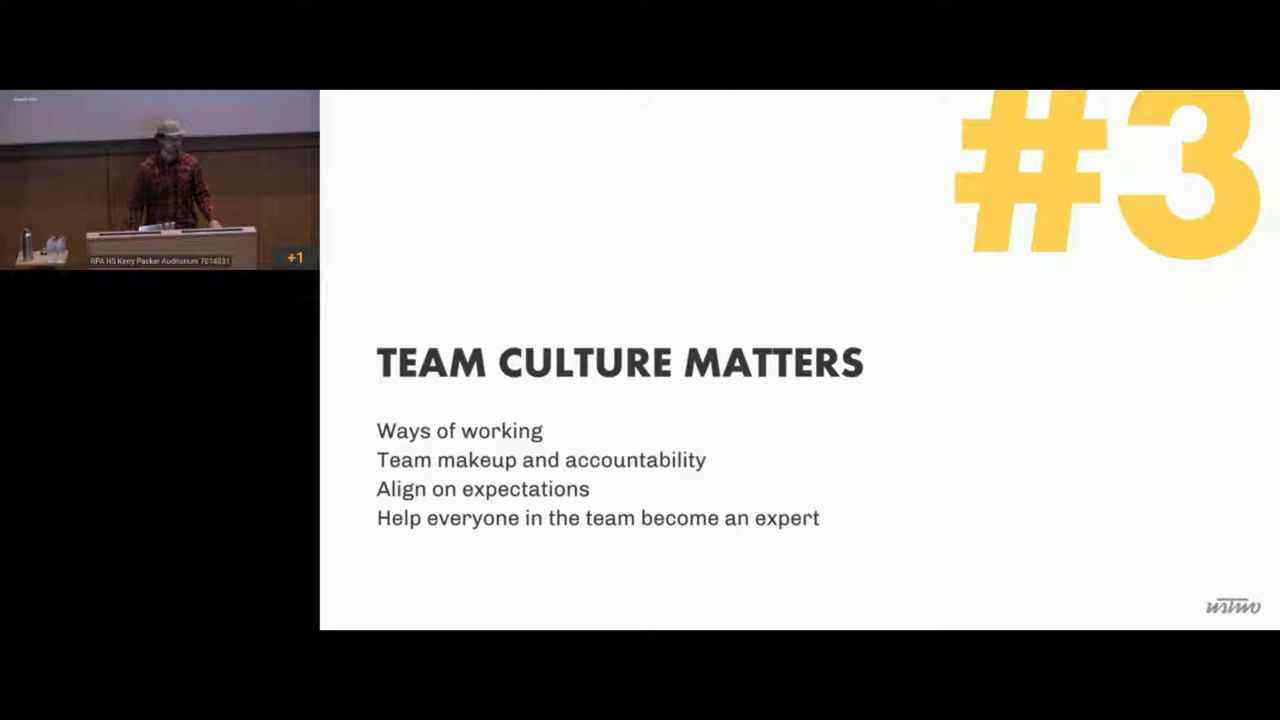 RPA HS Kerry Packer Auditorium 7014031
+1
#3
TEAM CULTURE MATTERS
Ways of working
Team makeup and accountability
Align on expectations
Help everyone in the team become an expert
ustwo